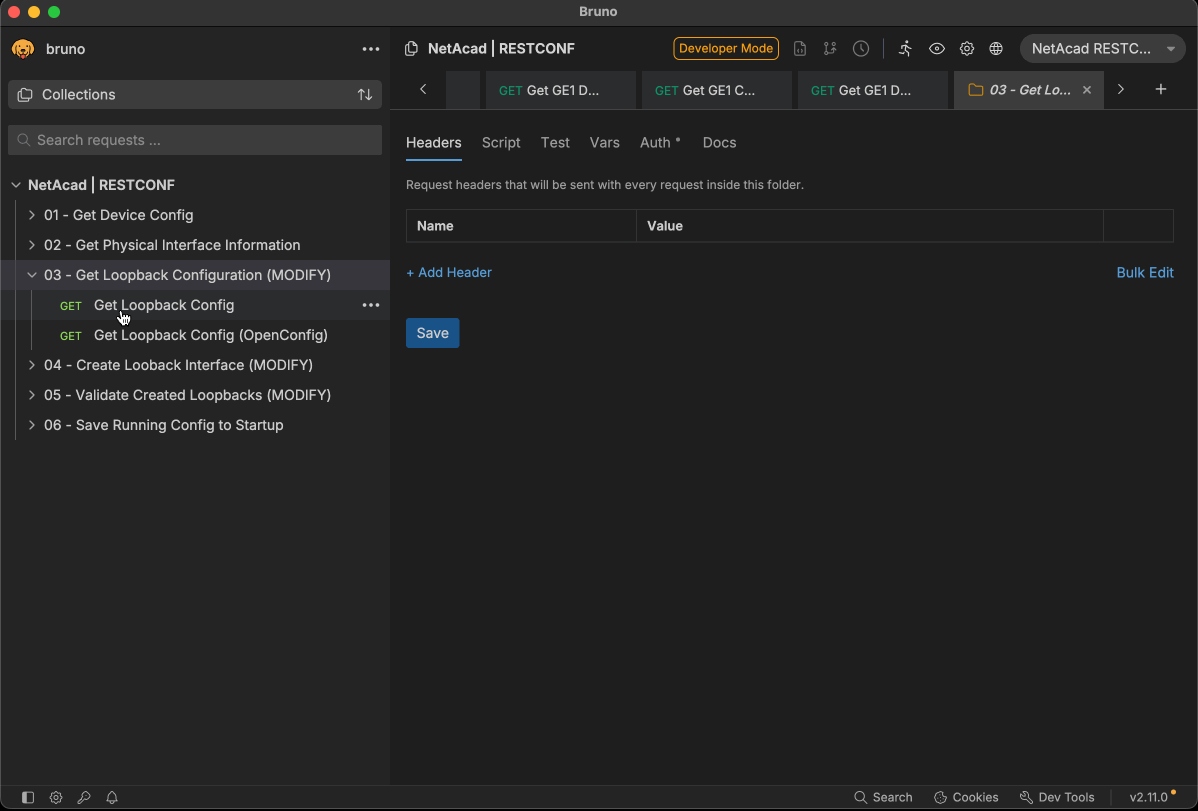 Bruno
bruno
NetAcad | RESTCONF
Developer Mode
NetAcad RESTC...
Collections
GET Get GE1 D...
GET Get GE1 C...
GET Get GE1 D...
03 - Get Lo...
Search requests ...
Headers
Script
Test
Vars
Auth
Docs
Request headers that will be sent with every request inside this folder.
Name
Value
+ Add Header
Bulk Edit
Save
NetAcad | RESTCONF
01 - Get Device Config
02 - Get Physical Interface Information
03 - Get Loopback Configuration (MODIFY)
GET Get Loopback Config
GET Get Loopback Config (OpenConfig)
04 - Create Looback Interface (MODIFY)
05 - Validate Created Loopbacks (MODIFY)
06 - Save Running Config to Startup
Search
Cookies
Dev Tools
v2.11.0